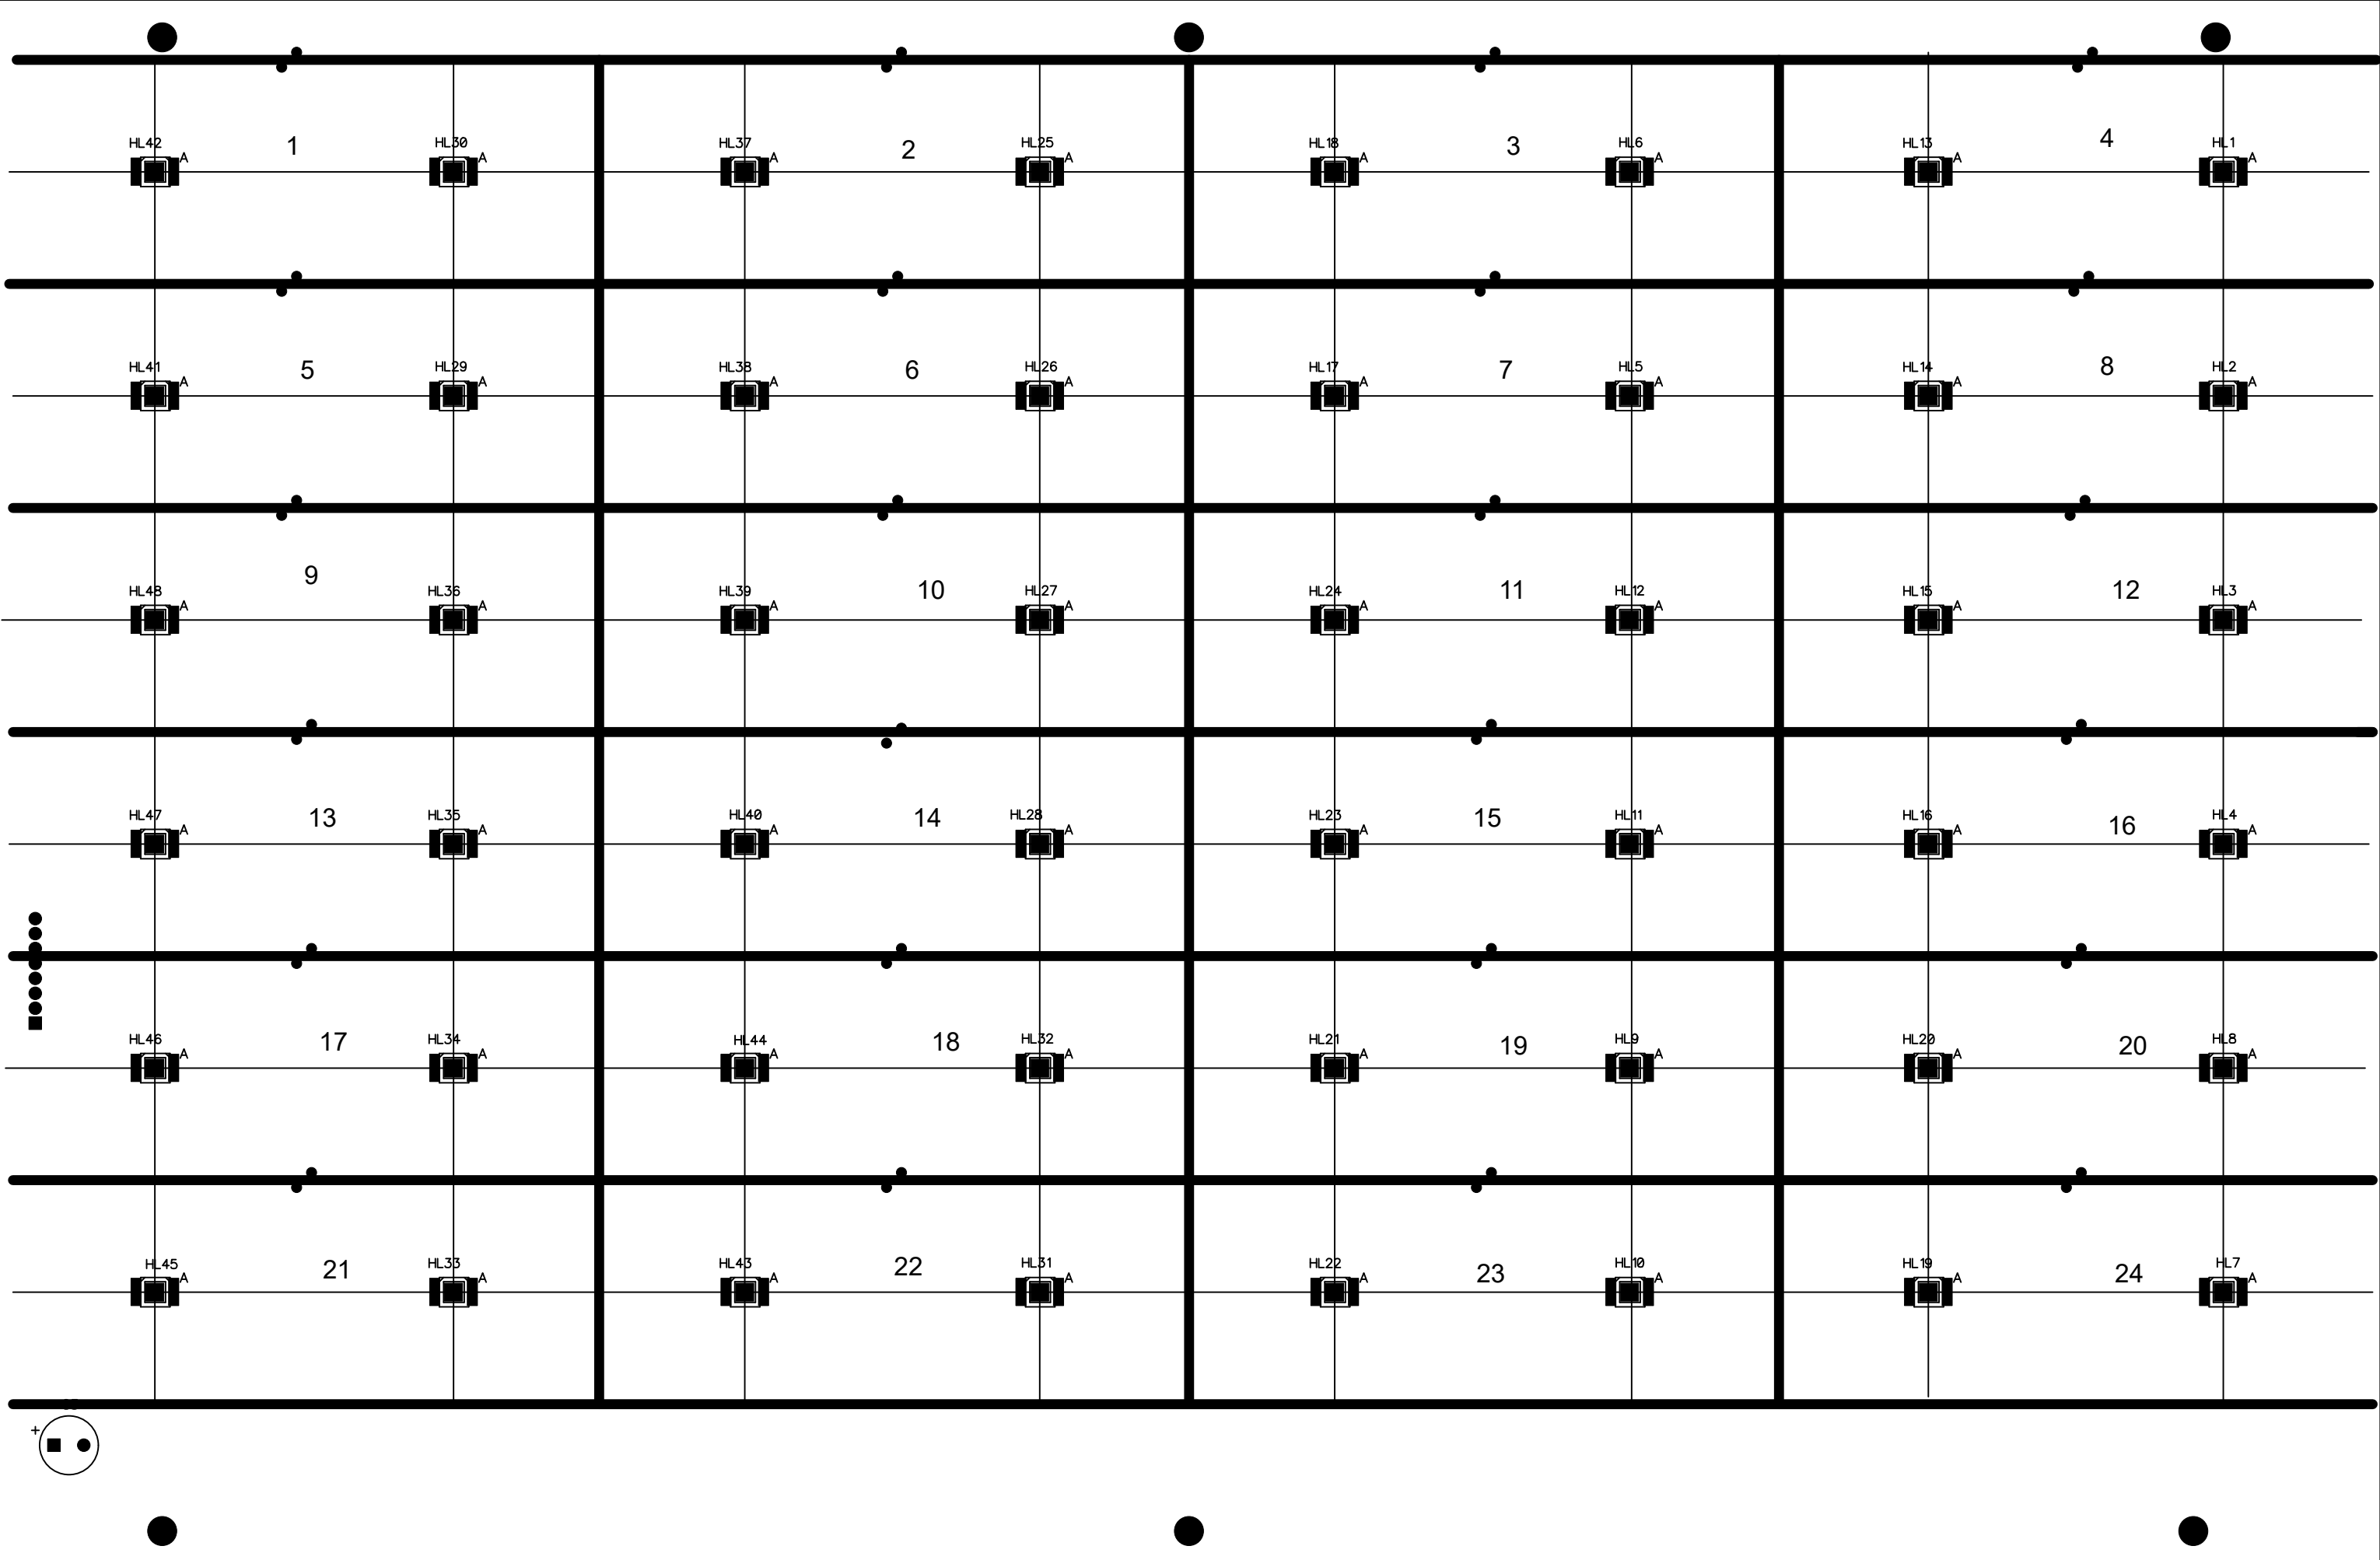 HL42 A 1 HL30 A HL37 A 2 HL25 A HL18 A 3 HL6 A HL13 A 4 HL1 A
HL41 A 5 HL29 A HL38 A 6 HL26 A HL17 A 7 HL5 A HL14 A 8 HL2 A
HL48 A 9 HL36 A HL39 A 10 HL27 A HL24 A 11 HL12 A HL15 A 12 HL3 A
HL47 A 13 HL35 A HL40 A 14 HL28 A HL23 A 15 HL11 A HL16 A 16 HL4 A
HL46 A 17 HL34 A HL44 A 18 HL32 A HL21 A 19 HL9 A HL20 A 20 HL8 A
HL45 A 21 HL33 A HL43 A 22 HL31 A HL22 A 23 HL10 A HL19 A 24 HL7 A
+